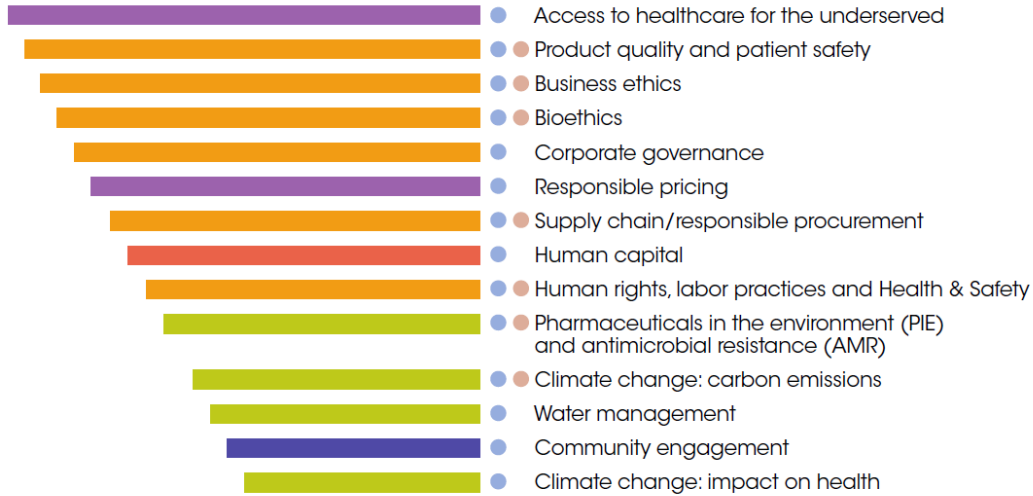 Access to healthcare for the underserved
Product quality and patient safety
Business ethics
Bioethics
Corporate governance
Responsible pricing
Supply chain/responsible procurement
Human capital
Human rights, labor practices and Health & Safety
Pharmaceuticals in the environment (PIE)
and antimicrobial resistance (AMR)
Climate change: carbon emissions
Water management
Community engagement
Climate change: impact on health